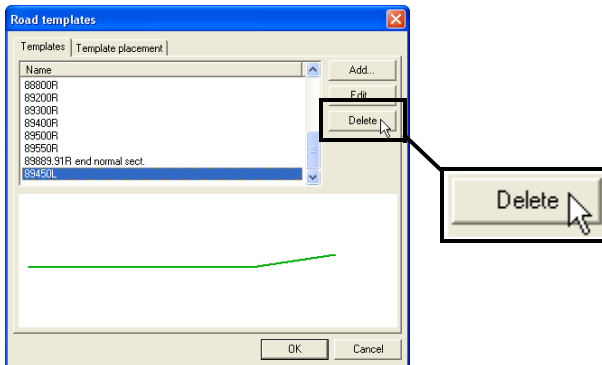 Road templates
Templates
Template placement
Name
Add...
88800R
89200R
Edit...
89300R
89400R
Delete
89500R
89550R
89889.91R end normal sect.
89450L
Delete
OK
Cancel